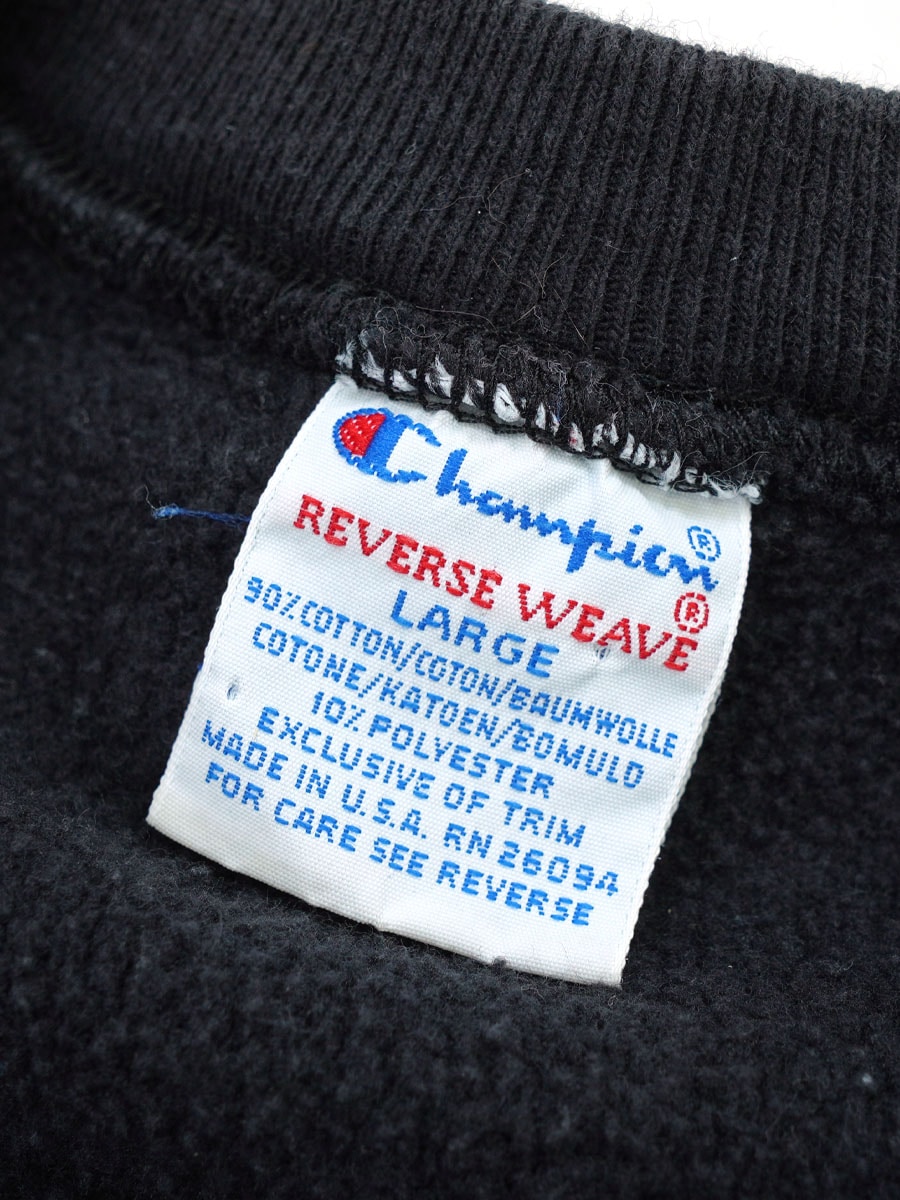 Champion®
REVERSE WEAVE®
LARGE
90% COTTON/COTON/BAUMWOLLE
COTONE/KATOEN/BOMULD
10% POLYESTER
EXCLUSIVE OF TRIM
MADE IN U.S.A. RN 26094
FOR CARE SEE REVERSE